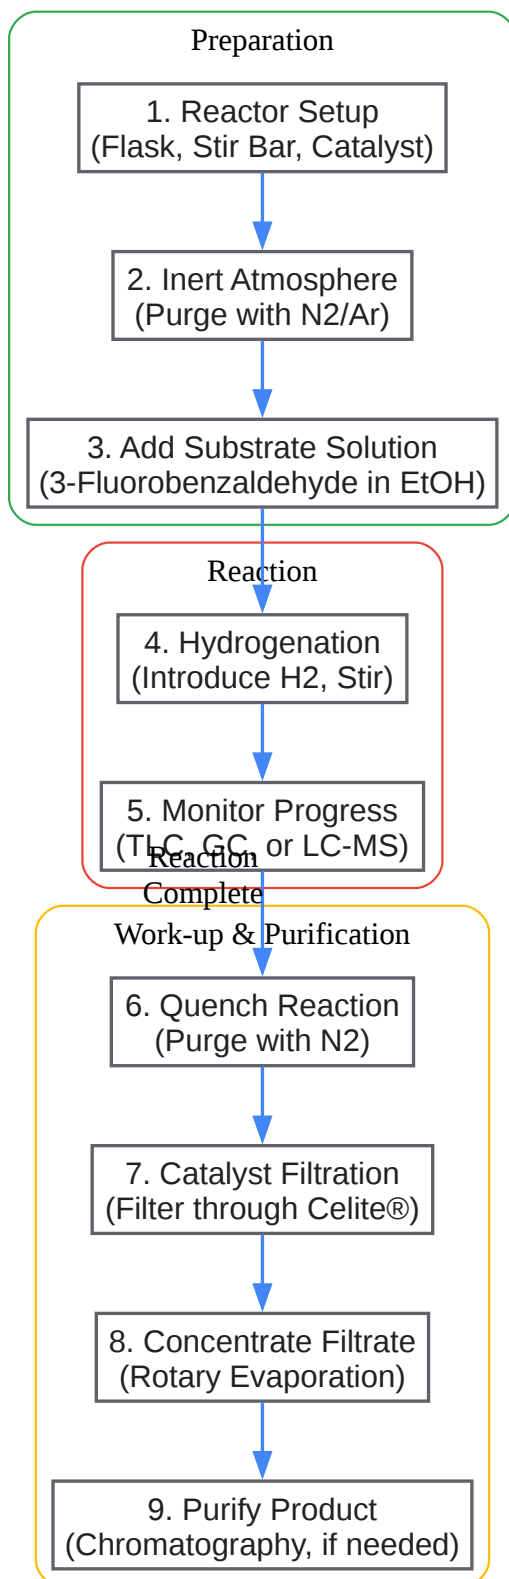 Preparation
1. Reactor Setup
(Flask, Stir Bar, Catalyst)
2. Inert Atmosphere
(Purge with N2/Ar)
3. Add Substrate Solution
(3-Fluorobenzaldehyde in EtOH)
Reaction
4. Hydrogenation
(Introduce H2, Stir)
5. Monitor Progress
(TLC, GC, or LC-MS)
Reaction
Complete
Work-up & Purification
6. Quench Reaction
(Purge with N2)
7. Catalyst Filtration
(Filter through Celite®)
8. Concentrate Filtrate
(Rotary Evaporation)
9. Purify Product
(Chromatography, if needed)